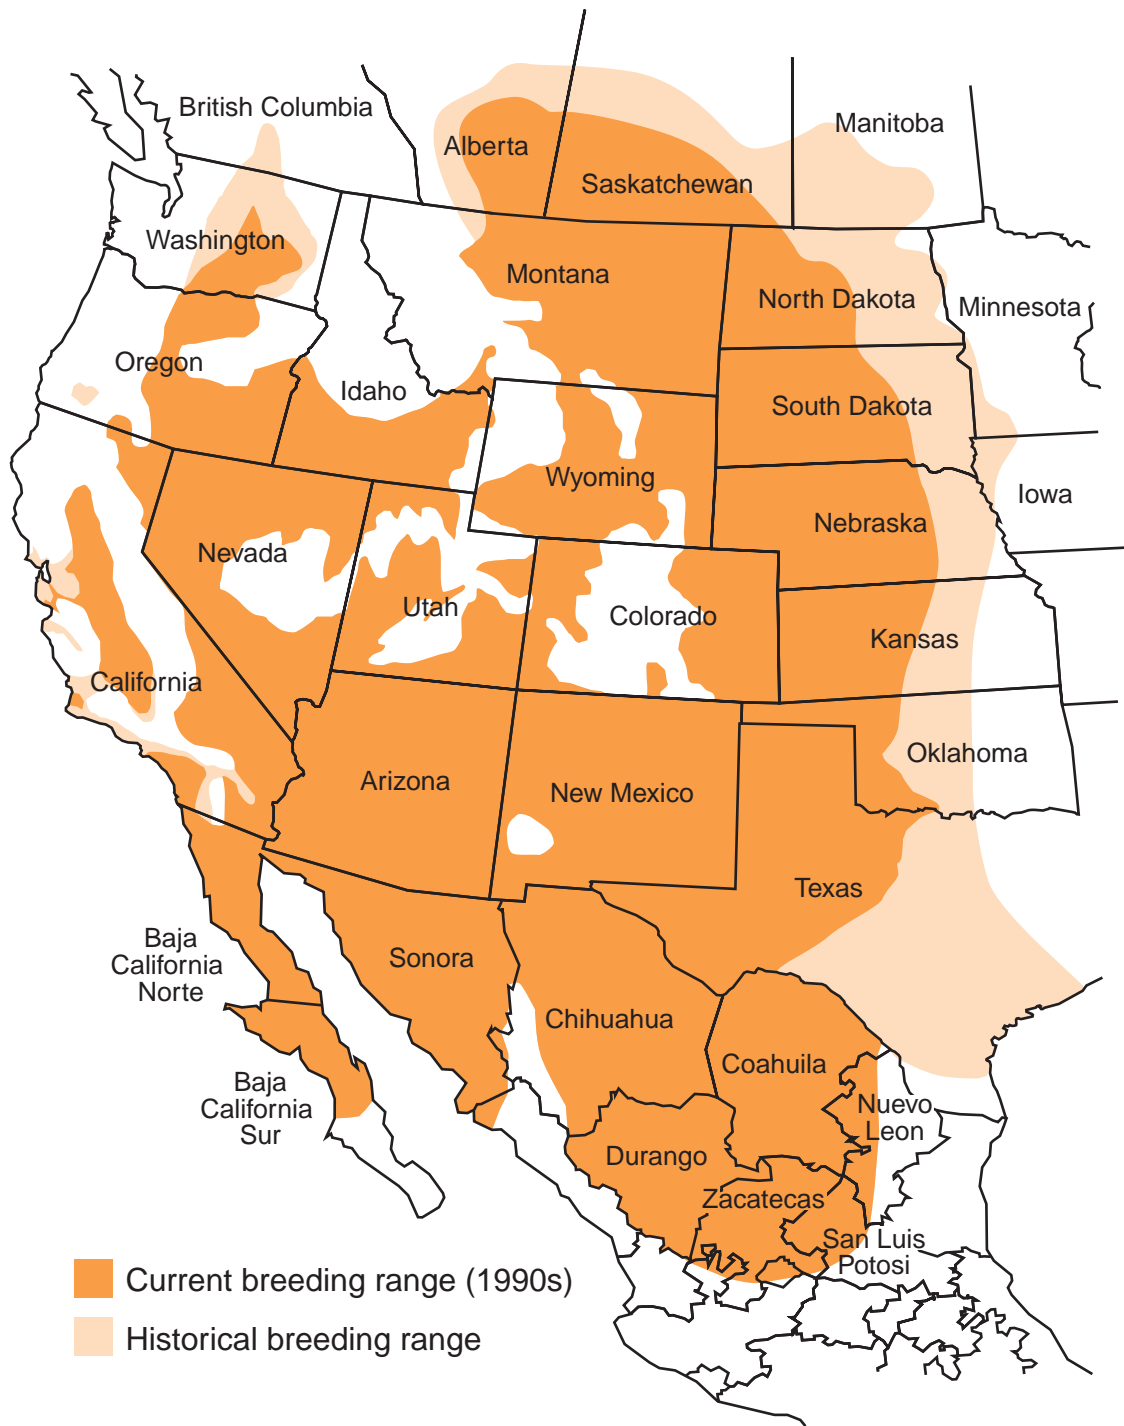 British Columbia
Alberta
Manitoba
Saskatchewan
Washington
Montana
North Dakota
Minnesota
Oregon
Idaho
South Dakota
Wyoming
Iowa
Nebraska
Nevada
Utah
Colorado
Kansas
California
Oklahoma
Arizona
New Mexico
Texas
Baja
California
Norte
Sonora
Chihuahua
Coahuila
Baja
California
Sur
Nuevo
Leon
Durango
Zacatecas
San Luis
Potosi
Current breeding range (1990s)
Historical breeding range